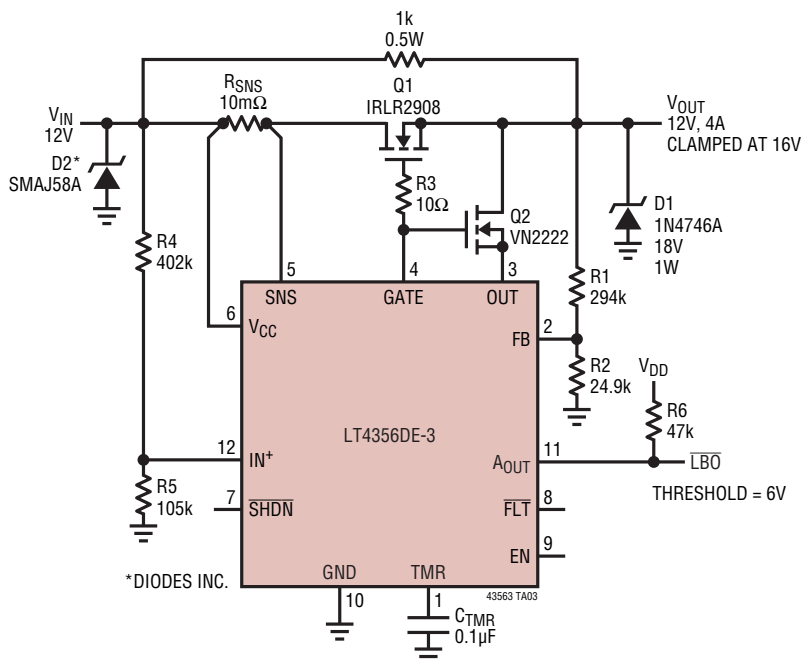 1k
0.5W
RSNS
10mΩ
Q1
IRLR2908
VIN
12V
VOUT
12V, 4A
CLAMPED AT 16V
D2*
SMAJ58A
R3
10Ω
Q2
VN2222
D1
1N4746A
18V
1W
R4
402k
5
4
3
SNS
GATE
OUT
R1
294k
6
VCC
FB
2
R2
24.9k
VDD
R6
47k
LT4356DE-3
12
IN+
AOUT
11
LBO
THRESHOLD = 6V
R5
105k
7
SHDN
FLT
8
EN
9
*DIODES INC.
GND
TMR
43563 TA03
10
1
CTMR
0.1µF